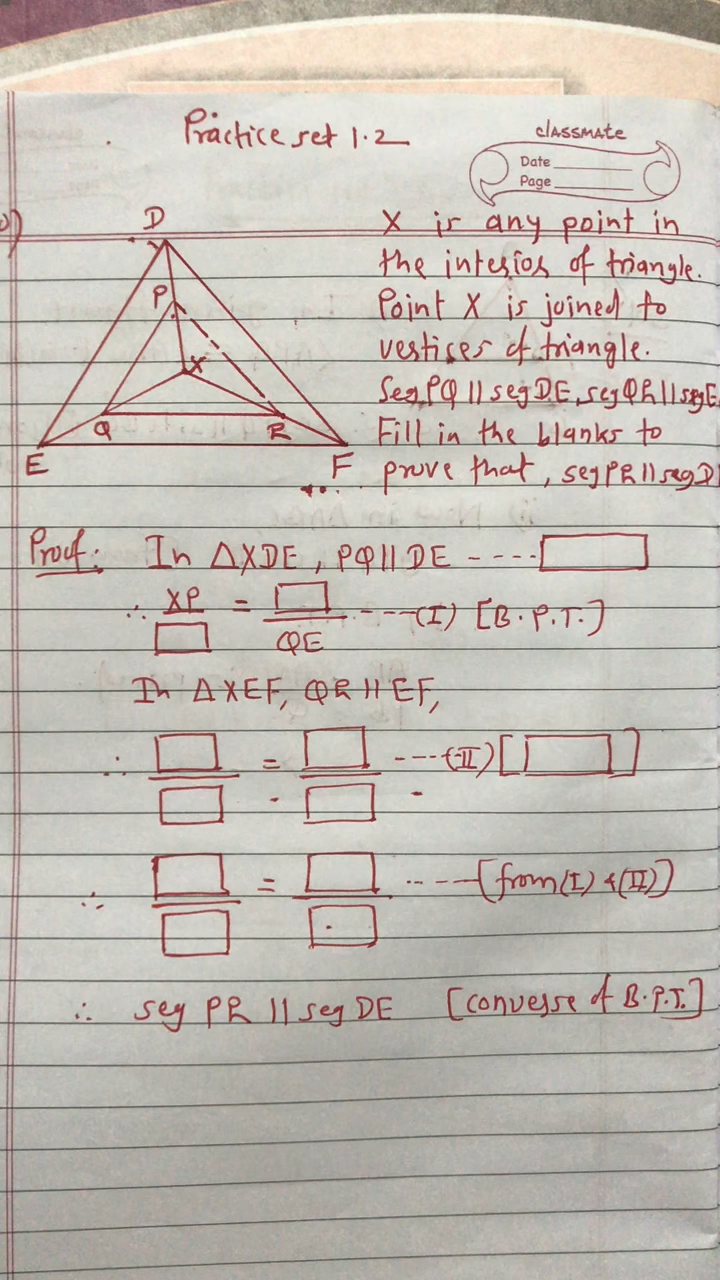 Practice set 1.2
classmate
Date
Page
D
P
X
Q
R
E
F
X is any point in
the interior of triangle.
Point X is joined to
vertises of triangle.
Seg PQ || seg DE, seg QR || seg E
Fill in the blanks to
prove that, seg PR || seg D
Proof: In △XDE, PQ || DE ----
∴ XP/□ = □/QE ----(I) [B.P.T.]
In △XEF, QR || EF,
∴ □/□ = □/□ ----(II) [□]
∴ □/□ = □/□ ------[from (I) & (II)]
∴ seg PR || seg DE [converse of B.P.T.]